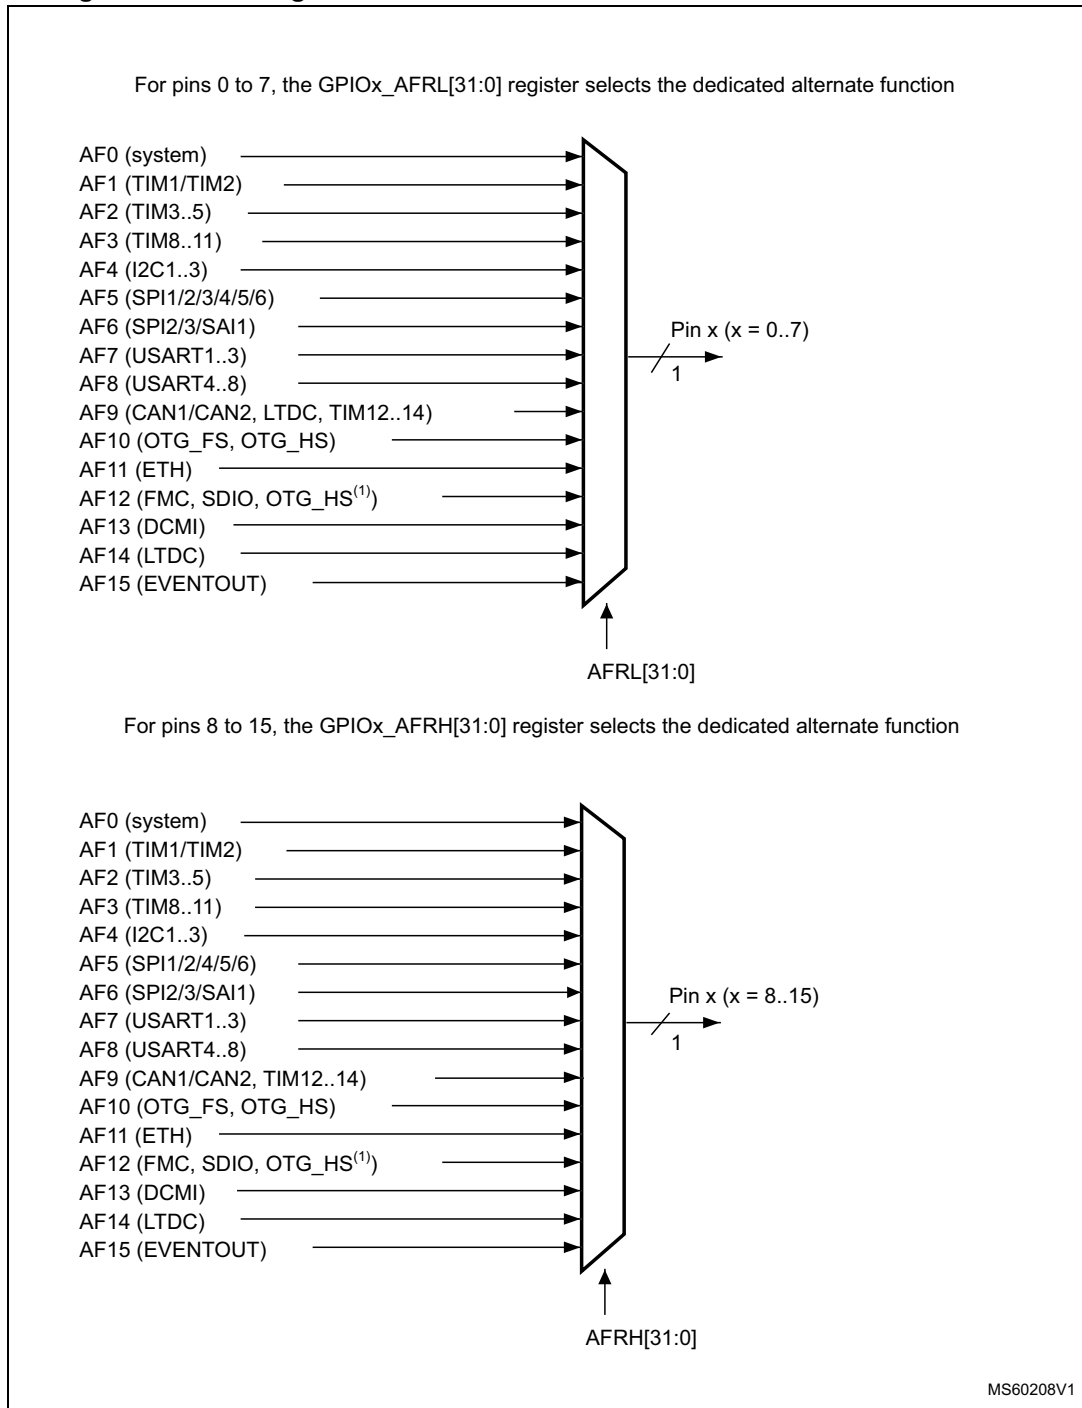 For pins 0 to 7, the GPIOx_AFRL[31:0] register selects the dedicated alternate function
AF0 (system)
AF1 (TIM1/TIM2)
AF2 (TIM3..5)
AF3 (TIM8..11)
AF4 (I2C1..3)
AF5 (SPI1/2/3/4/5/6)
AF6 (SPI2/3/SAI1)
AF7 (USART1..3)
AF8 (USART4..8)
AF9 (CAN1/CAN2, LTDC, TIM12..14)
AF10 (OTG_FS, OTG_HS)
AF11 (ETH)
AF12 (FMC, SDIO, OTG_HS(1))
AF13 (DCMI)
AF14 (LTDC)
AF15 (EVENTOUT)
Pin x (x = 0..7)
1
AFRL[31:0]
For pins 8 to 15, the GPIOx_AFRH[31:0] register selects the dedicated alternate function
AF0 (system)
AF1 (TIM1/TIM2)
AF2 (TIM3..5)
AF3 (TIM8..11)
AF4 (I2C1..3)
AF5 (SPI1/2/4/5/6)
AF6 (SPI2/3/SAI1)
AF7 (USART1..3)
AF8 (USART4..8)
AF9 (CAN1/CAN2, TIM12..14)
AF10 (OTG_FS, OTG_HS)
AF11 (ETH)
AF12 (FMC, SDIO, OTG_HS(1))
AF13 (DCMI)
AF14 (LTDC)
AF15 (EVENTOUT)
Pin x (x = 8..15)
1
AFRH[31:0]
MS60208V1